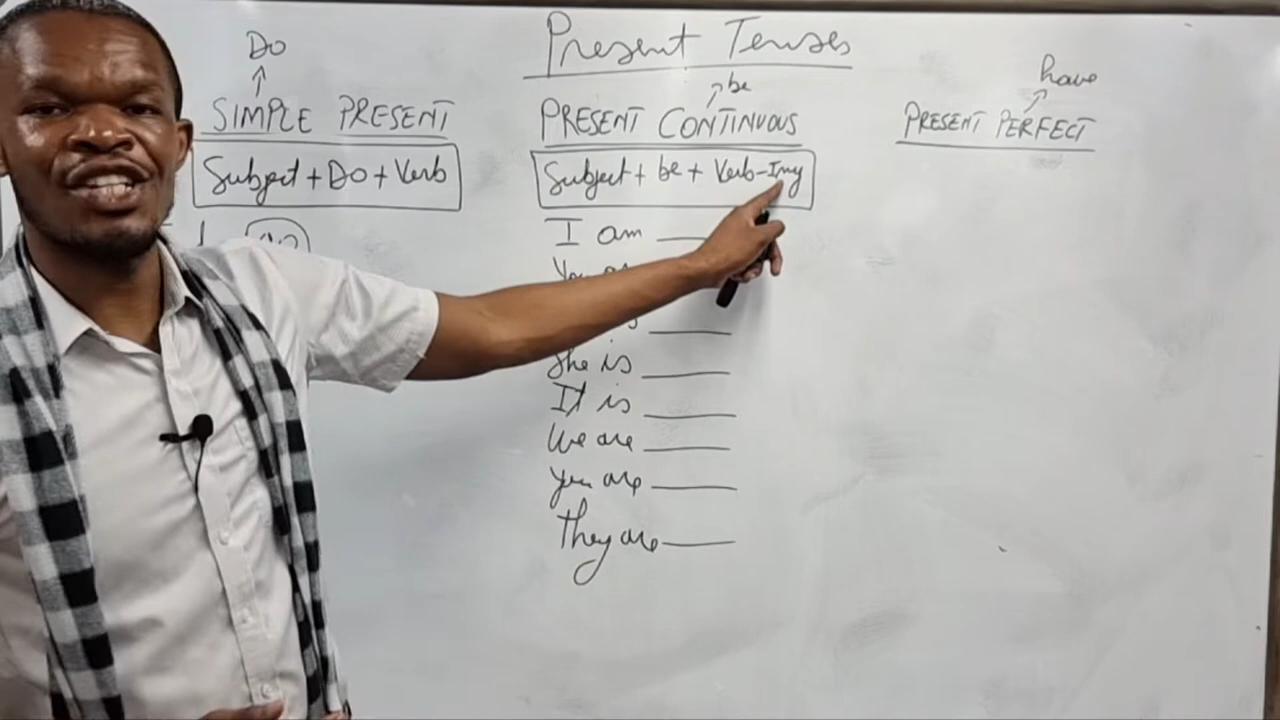 Present Tenses
Do
be
have
SIMPLE PRESENT
PRESENT CONTINUOUS
PRESENT PERFECT
Subject + Do + Verb
Subject + be + Verb-Ing
I am
She is
It is
We are
you are
They are